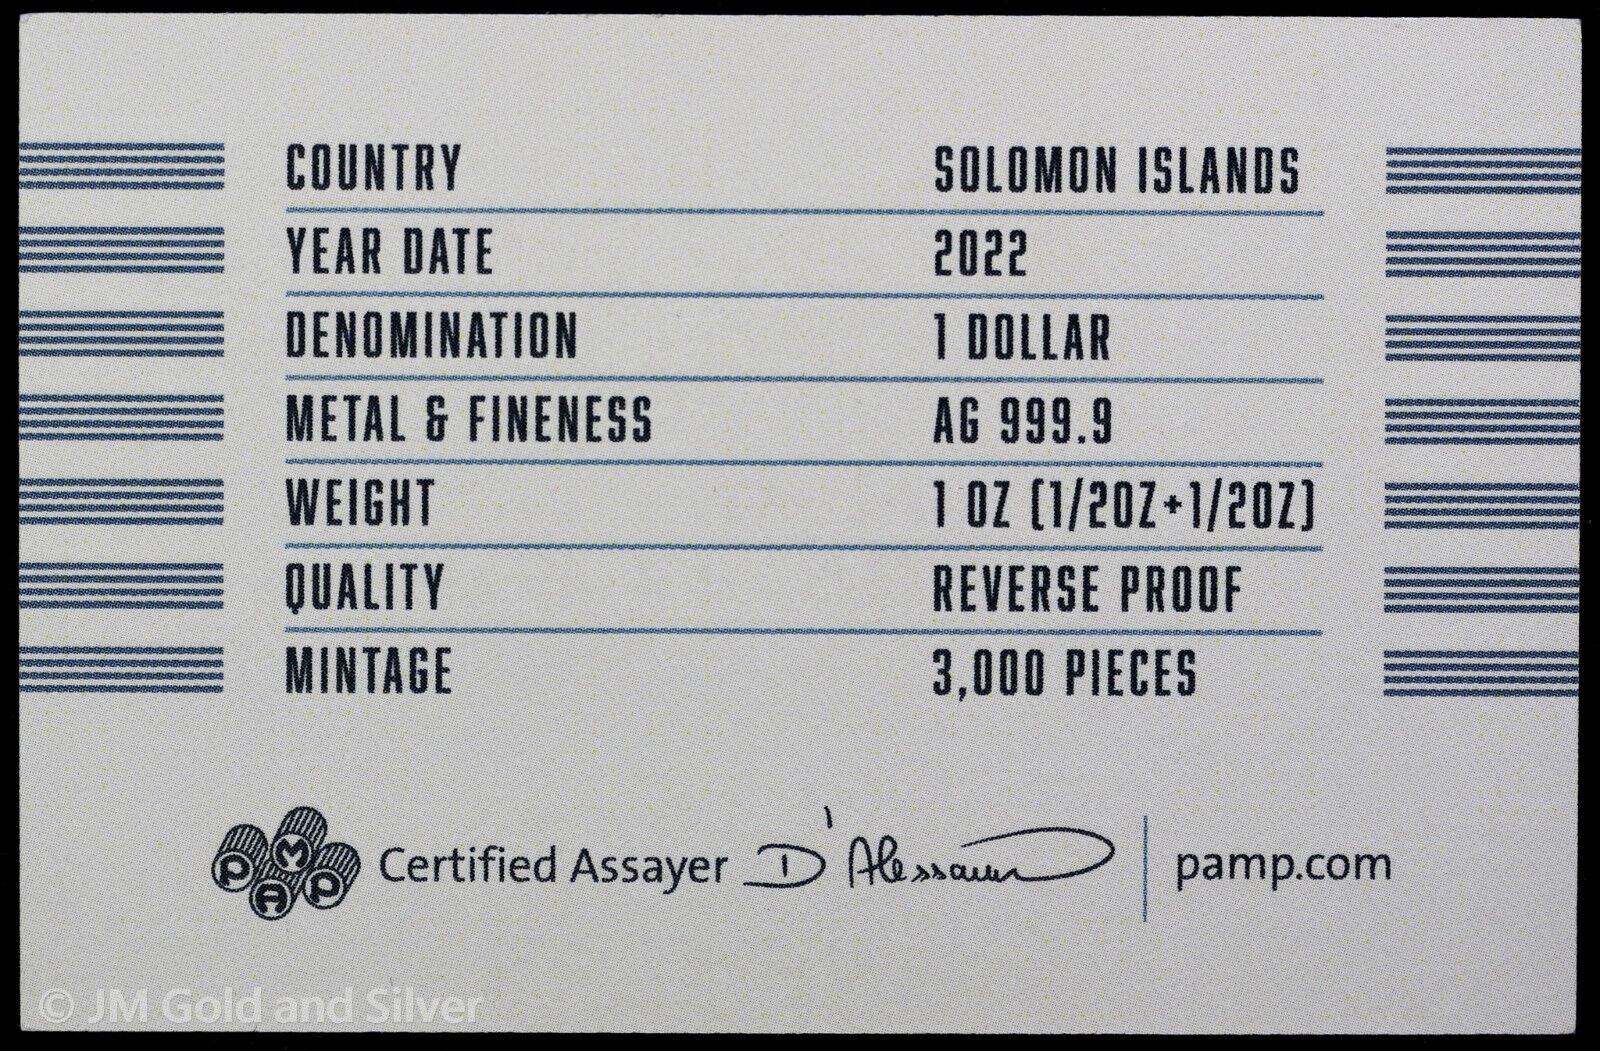 COUNTRY SOLOMON ISLANDS
YEAR DATE 2022
DENOMINATION 1 DOLLAR
METAL & FINENESS AG 999.9
WEIGHT 1 OZ (1/2OZ+1/2OZ)
QUALITY REVERSE PROOF
MINTAGE 3,000 PIECES
PAMP Certified Assayer D'Alessandro pamp.com
© JM Gold and Silver